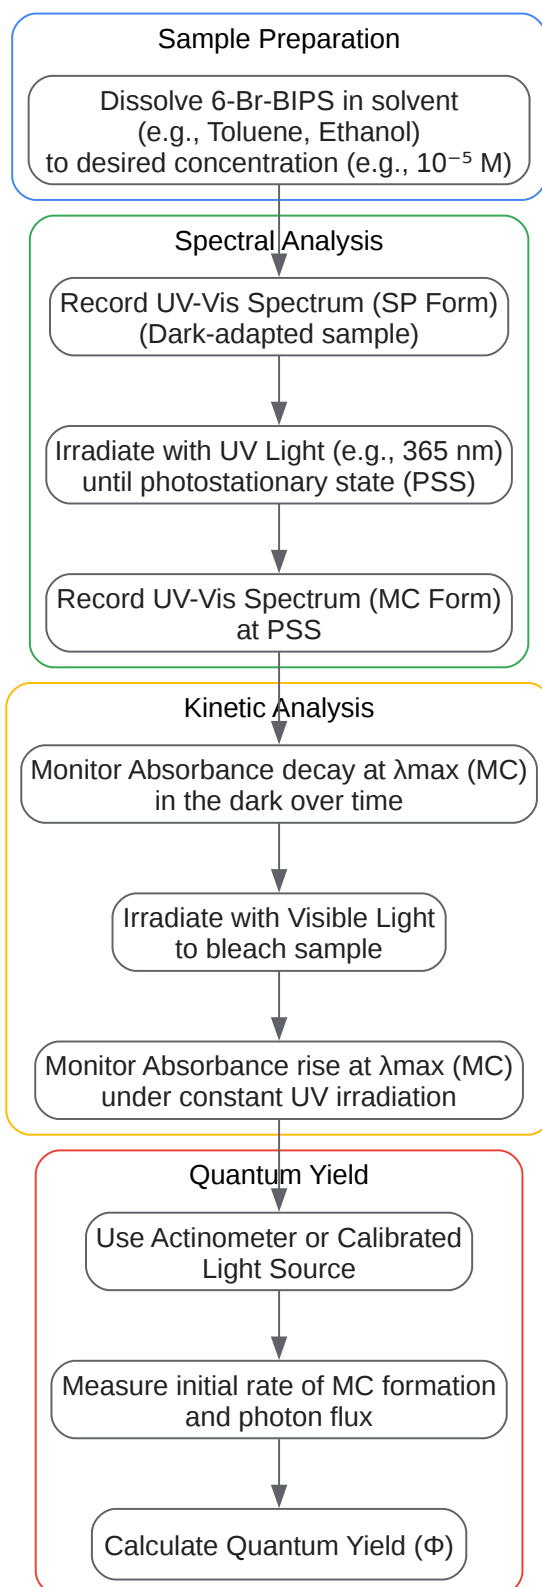 Sample Preparation
Dissolve 6-Br-BIPS in solvent
(e.g., Toluene, Ethanol)
to desired concentration (e.g., 10⁻⁵ M)
Spectral Analysis
Record UV-Vis Spectrum (SP Form)
(Dark-adapted sample)
Irradiate with UV Light (e.g., 365 nm)
until photostationary state (PSS)
Record UV-Vis Spectrum (MC Form)
at PSS
Kinetic Analysis
Monitor Absorbance decay at λmax (MC)
in the dark over time
Irradiate with Visible Light
to bleach sample
Monitor Absorbance rise at λmax (MC)
under constant UV irradiation
Quantum Yield
Use Actinometer or Calibrated
Light Source
Measure initial rate of MC formation
and photon flux
Calculate Quantum Yield (Φ)